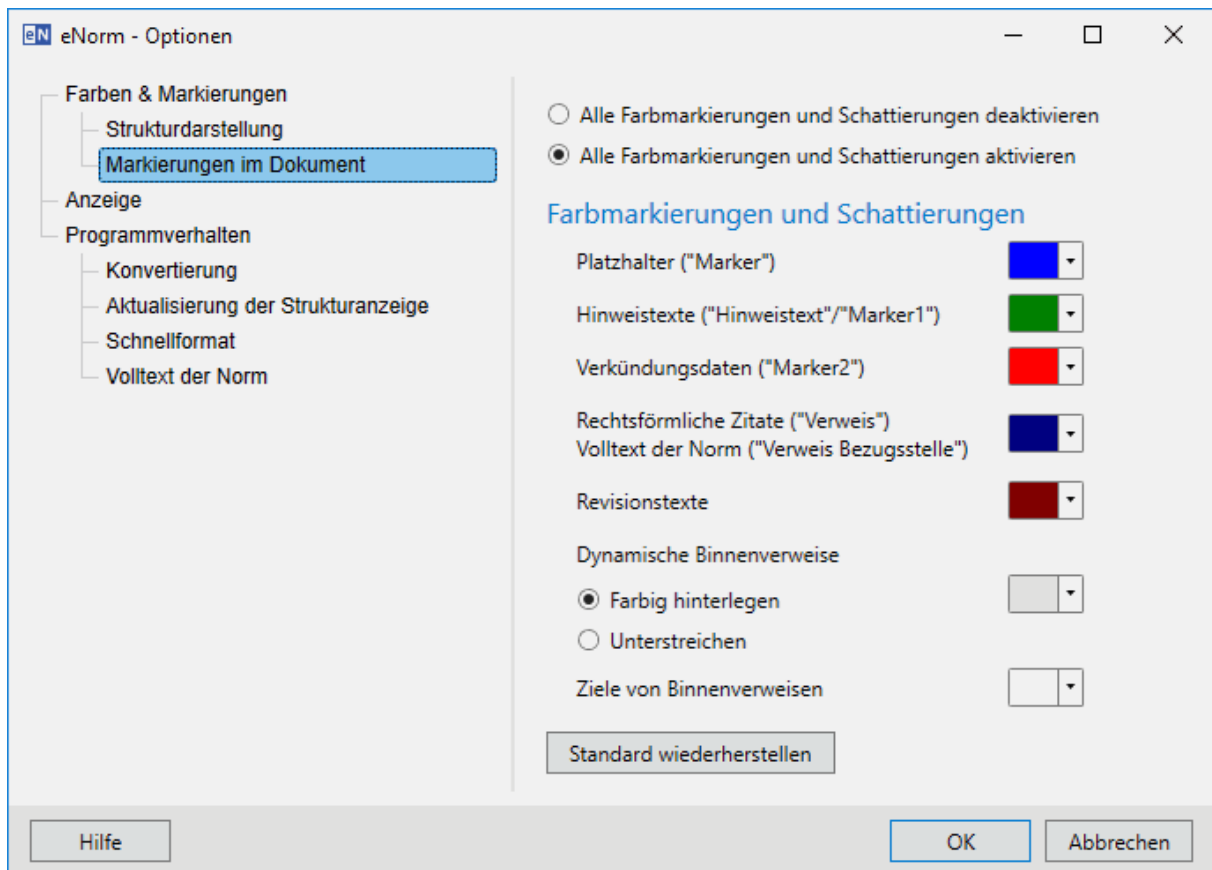 eN eNorm - Optionen
Farben & Markierungen
Strukturdarstellung
Markierungen im Dokument
Anzeige
Programmverhalten
Konvertierung
Aktualisierung der Strukturanzeige
Schnellformat
Volltext der Norm
Alle Farbmarkierungen und Schattierungen deaktivieren
Alle Farbmarkierungen und Schattierungen aktivieren
Farbmarkierungen und Schattierungen
Platzhalter ("Marker")
Hinweistexte ("Hinweistext"/"Marker1")
Verkündungsdaten ("Marker2")
Rechtsförmliche Zitate ("Verweis")
Volltext der Norm ("Verweis Bezugsstelle")
Revisionstexte
Dynamische Binnenverweise
Farbig hinterlegen
Unterstreichen
Ziele von Binnenverweisen
Standard wiederherstellen
Hilfe
OK
Abbrechen